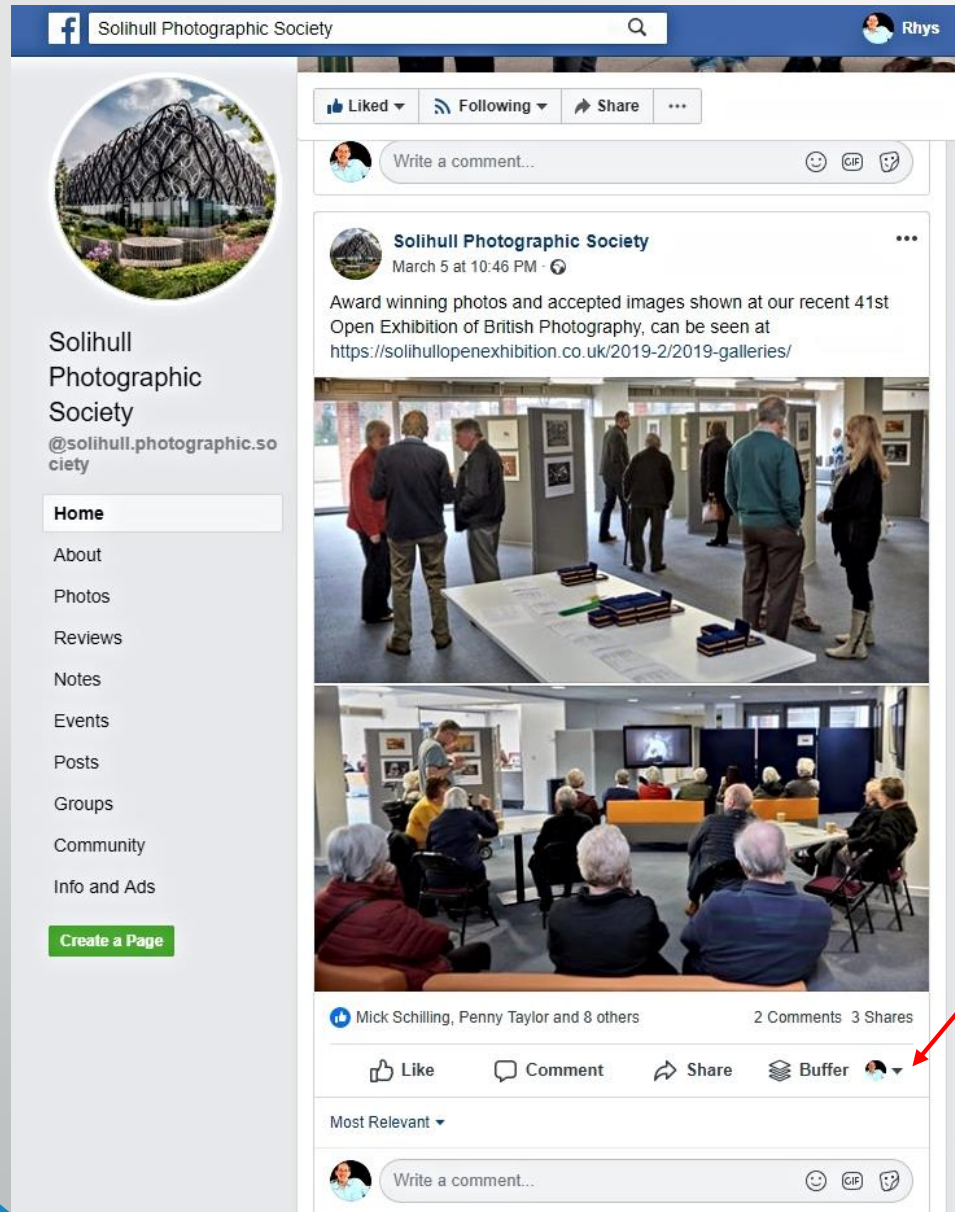 f
Solihull Photographic Society
Rhys
Liked
Following
Share
Write a comment...
GIF
Solihull
Photographic
Society
@solihull.photographic.so
ciety
Home
About
Photos
Reviews
Notes
Events
Posts
Groups
Community
Info and Ads
Create a Page
Solihull Photographic Society
March 5 at 10:46 PM ·
Award winning photos and accepted images shown at our recent 41st
Open Exhibition of British Photography, can be seen at
https://solihullopenexhibition.co.uk/2019-2/2019-galleries/
Mick Schilling, Penny Taylor and 8 others 2 Comments 3 Shares
Like Comment Share Buffer
Most Relevant
Write a comment...
GIF